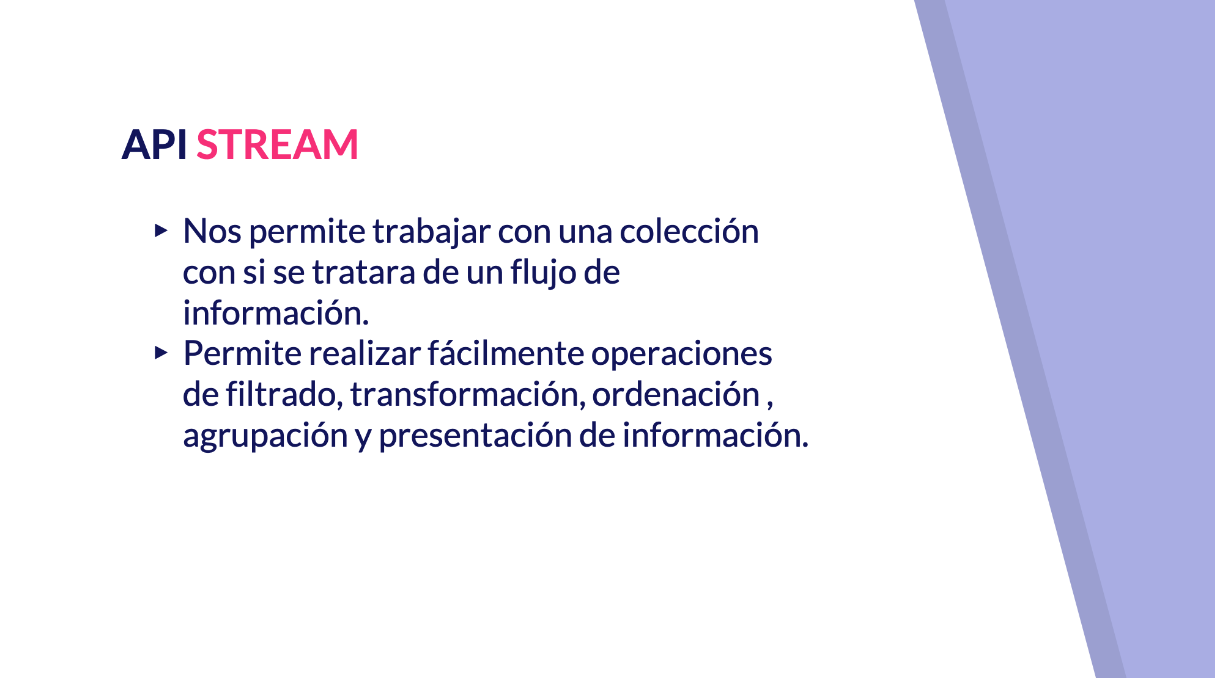 API STREAM
▸ Nos permite trabajar con una colección
con si se tratara de un flujo de
información.
▸ Permite realizar fácilmente operaciones
de filtrado, transformación, ordenación ,
agrupación y presentación de información.